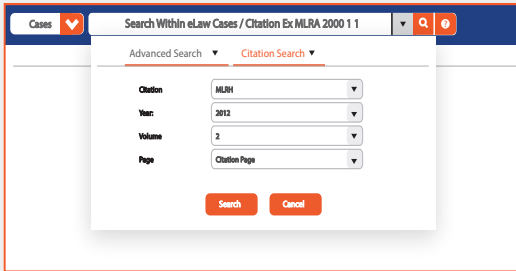 Cases Search Within eLaw Cases / Citation Ex MLRA 2000 1 1 ?
Advanced Search Citation Search
Citation MLRH
Year: 2012
Volume 2
Page Citation Page
Search Cancel